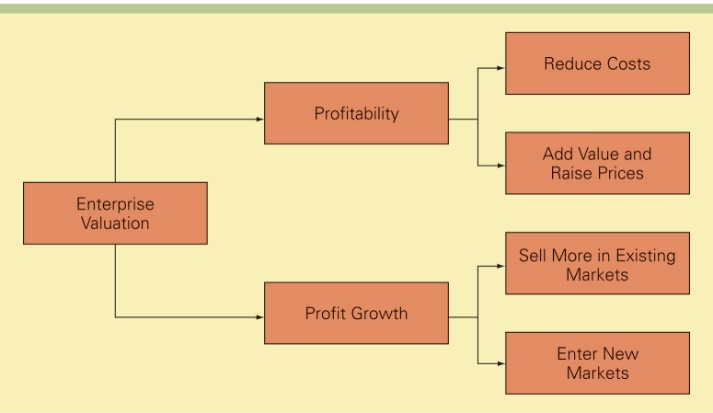 Enterprise
Valuation
Profitability
Profit Growth
Reduce Costs
Add Value and
Raise Prices
Sell More in Existing
Markets
Enter New
Markets